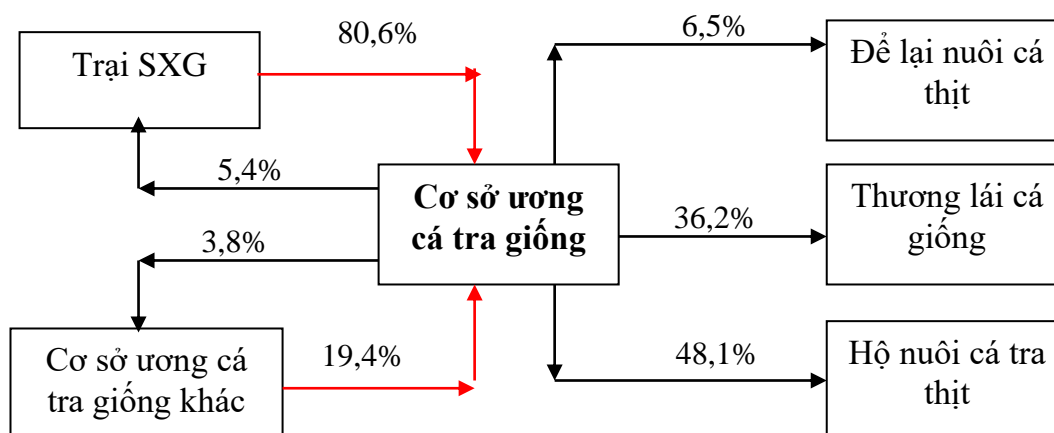 80,6%
6,5%
Trại SXG
Để lại nuôi cá
thịt
5,4%
Cơ sở ương
cá tra giống
Thương lái cá
giống
36,2%
3,8%
Cơ sở ương cá
tra giống khác
19,4%
48,1%
Hộ nuôi cá tra
thịt